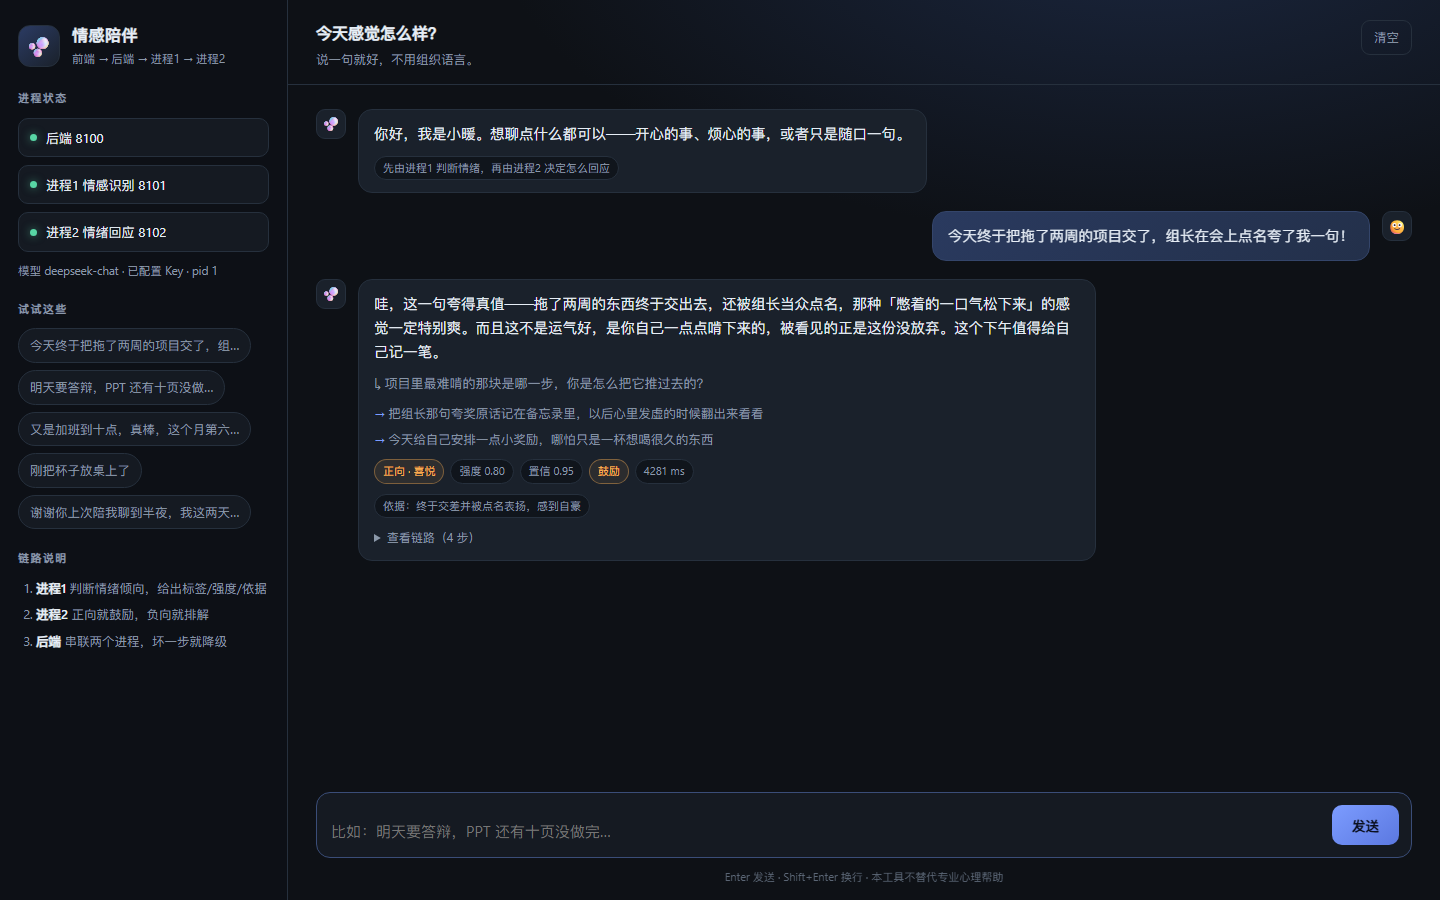 情感陪伴
前端 → 后端 → 进程1 → 进程2
进程状态
后端 8100
进程1 情感识别 8101
进程2 情绪回应 8102
模型 deepseek-chat · 已配置 Key · pid 1
试试这些
今天终于把拖了两周的项目交了，组...
明天要答辩，PPT 还有十页没做...
又是加班到十点，真棒，这个月第六...
刚把杯子放桌上了
谢谢你上次陪我聊到半夜，我这两天...
链路说明
1. 进程1 判断情绪倾向，给出标签/强度/依据
2. 进程2 正向就鼓励，负向就排解
3. 后端 串联两个进程，坏一步就降级
今天感觉怎么样？
说一句就好，不用组织语言。
清空
你好，我是小暖。想聊点什么都可以——开心的事、烦心的事，或者只是随口一句。
先由进程1 判断情绪，再由进程2 决定怎么回应
今天终于把拖了两周的项目交了，组长在会上点名夸了我一句！
哇，这一句夸得真值——拖了两周的东西终于交出去，还被组长当众点名，那种「憋着的一口气松下来」的感
觉一定特别爽。而且这不是运气好，是你自己一点点啃下来的，被看见的正是这份没放弃。这个下午值得给自
己记一笔。
↳ 项目里最难啃的那块是哪一步，你是怎么把它推过去的？
→ 把组长那句夸奖原话记在备忘录里，以后心里发虚的时候翻出来看看
→ 今天给自己安排一点小奖励，哪怕只是一杯想喝很久的东西
正向 · 喜悦 强度 0.80 置信 0.95 鼓励 4281 ms
依据：终于交差并被点名表扬，感到自豪
▶ 查看链路（4 步）
比如：明天要答辩，PPT 还有十页没做完...
发送
Enter 发送 · Shift+Enter 换行 · 本工具不替代专业心理帮助